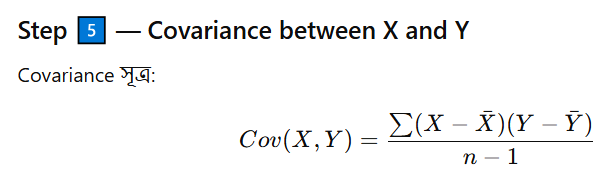 Step 5 — Covariance between X and Y
Covariance সূত্র:
Cov(X, Y) = ∑(X − X̄)(Y − Ȳ) / n − 1